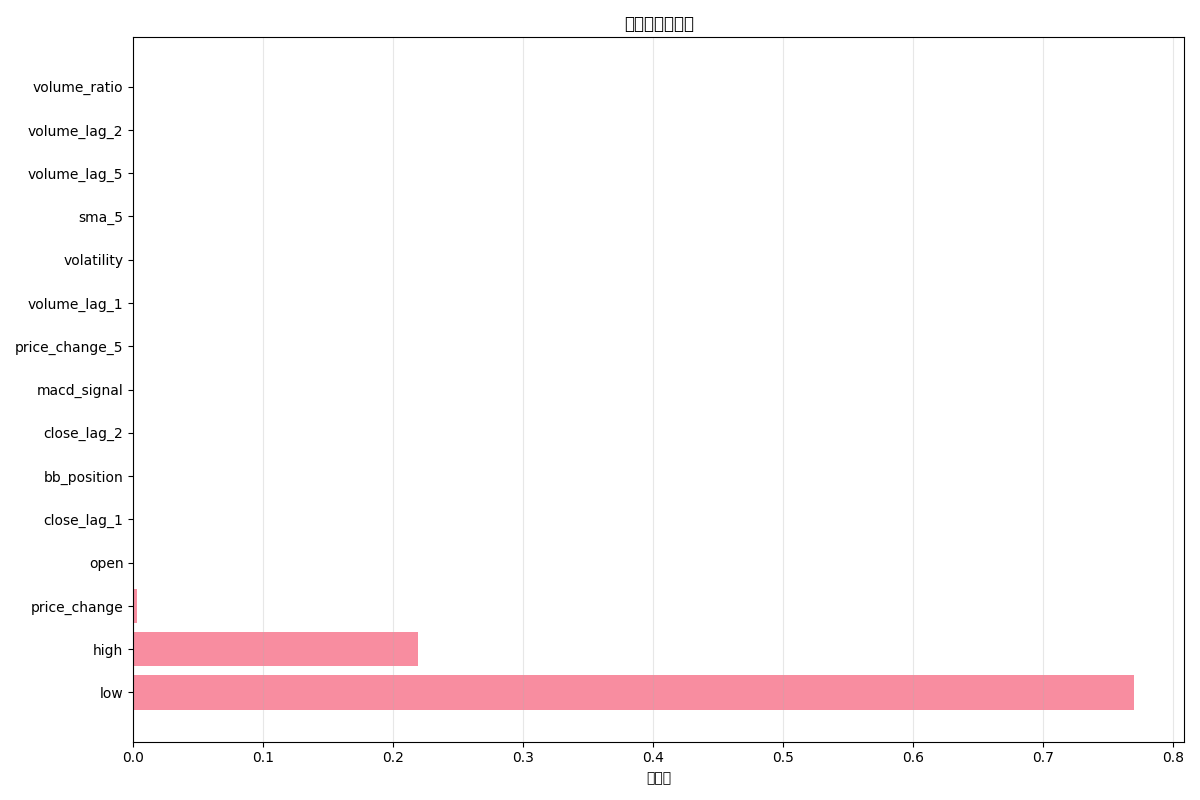 volume_ratio
volume_lag_2
volume_lag_5
sma_5
volatility
volume_lag_1
price_change_5
macd_signal
close_lag_2
bb_position
close_lag_1
open
price_change
high
low
0.0 0.1 0.2 0.3 0.4 0.5 0.6 0.7 0.8